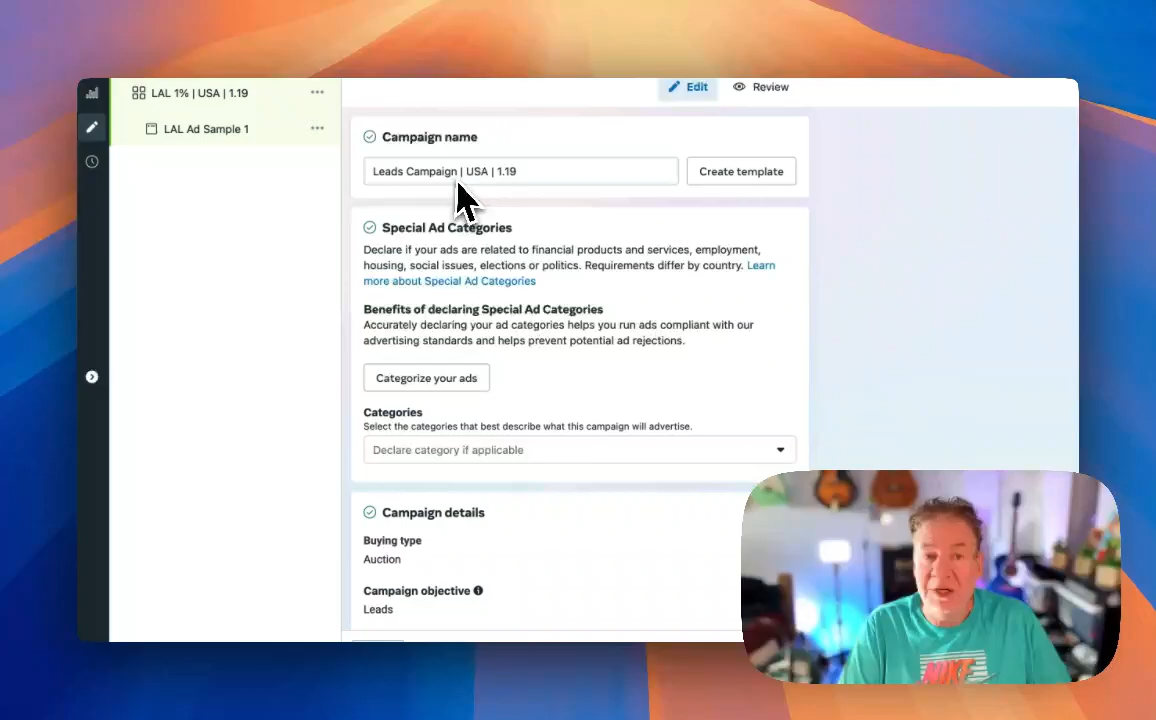 LAL 1% | USA | 1.19
LAL Ad Sample 1
Edit
Review
Campaign name
Leads Campaign | USA | 1.19
Create template
Special Ad Categories
Declare if your ads are related to financial products and services, employment,
housing, social issues, elections or politics. Requirements differ by country. Learn
more about Special Ad Categories
Benefits of declaring Special Ad Categories
Accurately declaring your ad categories helps you run ads compliant with our
advertising standards and helps prevent potential ad rejections.
Categorize your ads
Categories
Select the categories that best describe what this campaign will advertise.
Declare category if applicable
Campaign details
Buying type
Auction
Campaign objective
Leads
NIKE